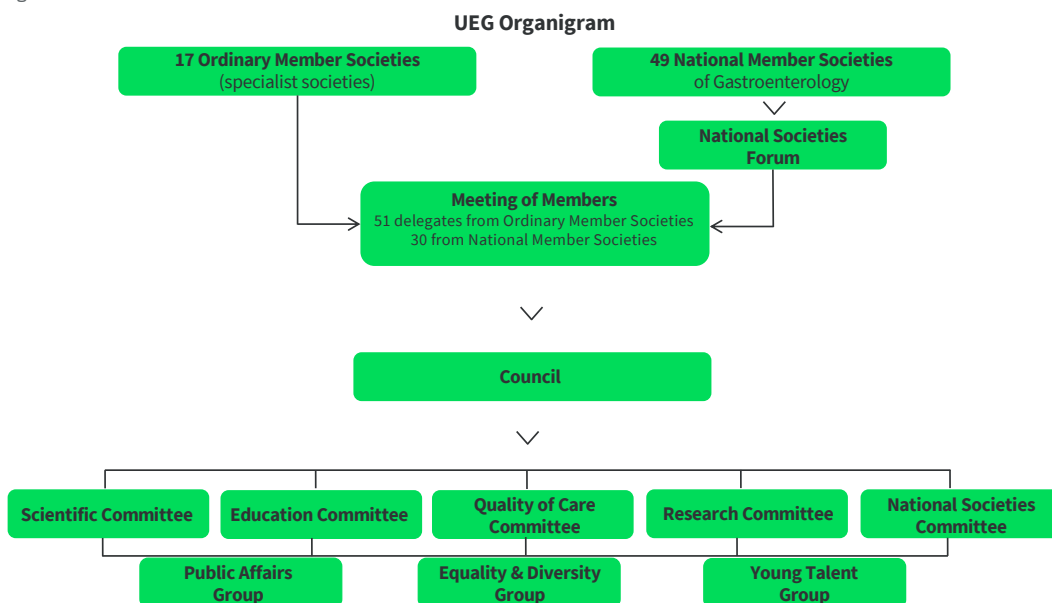 UEG Organigram
17 Ordinary Member Societies
(specialist societies)
49 National Member Societies
of Gastroenterology
National Societies
Forum
Meeting of Members
51 delegates from Ordinary Member Societies
30 from National Member Societies
Council
Scientific Committee
Education Committee
Quality of Care
Committee
Research Committee
National Societies
Committee
Public Affairs
Group
Equality & Diversity
Group
Young Talent
Group